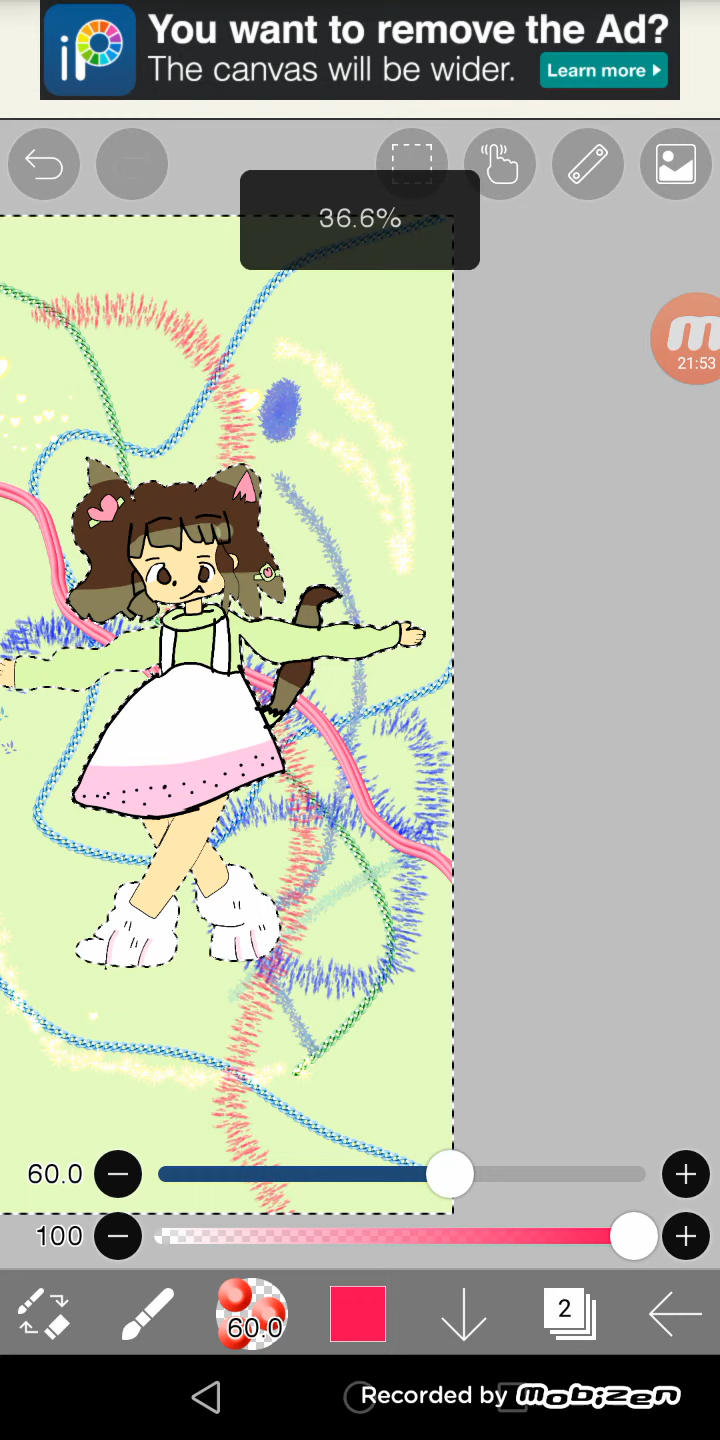 iP
You want to remove the Ad?
The canvas will be wider.
Learn more
36.6%
21:53
60.0
100
60.0
2
Recorded by mobizen